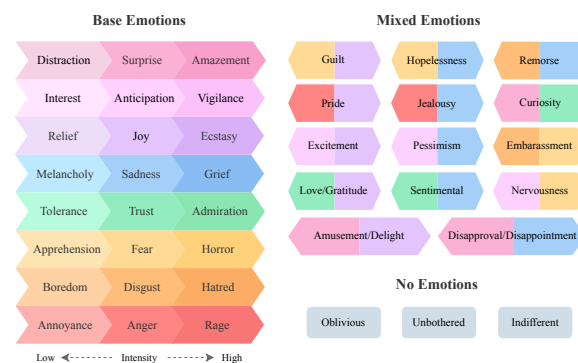 Base Emotions
Distraction Surprise Amazement
Interest Anticipation Vigilance
Relief Joy Ecstasy
Melancholy Sadness Grief
Tolerance Trust Admiration
Apprehension Fear Horror
Boredom Disgust Hatred
Annoyance Anger Rage
Low Intensity High
Mixed Emotions
Guilt Hopelessness Remorse
Pride Jealousy Curiosity
Excitement Pessimism Embarassment
Love/Gratitude Sentimental Nervousness
Amusement/Delight Disapproval/Disappointment
No Emotions
Oblivious Unbothered Indifferent